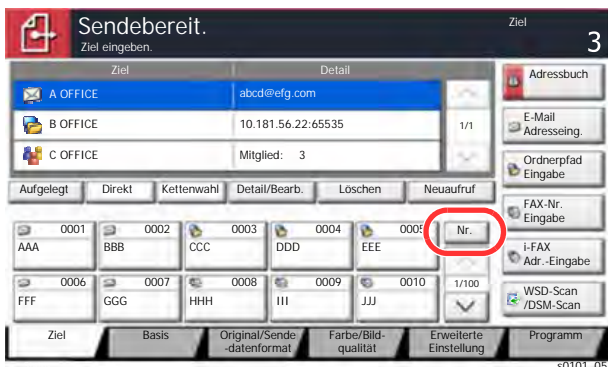 Sendebereit.
Ziel eingeben.
Ziel
3
Ziel Detail
A OFFICE abcd@efg.com
B OFFICE 10.181.56.22:65535
C OFFICE Mitglied: 3
1/1
Aufgelegt Direkt Kettenwahl Detail/Bearb. Löschen Neuaufruf
0001 0002 0003 0004 0005 Nr.
AAA BBB CCC DDD EEE
0006 0007 0008 0009 0010 1/100
FFF GGG HHH III JJJ
Adressbuch
E-Mail
Adresseing.
Ordnerpfad
Eingabe
FAX-Nr.
Eingabe
i-FAX
Adr.-Eingabe
WSD-Scan
/DSM-Scan
Ziel Basis Original/Sende
-datenformat Farbe/Bild-
qualität Erweiterte
Einstellung Programm
s0101_05